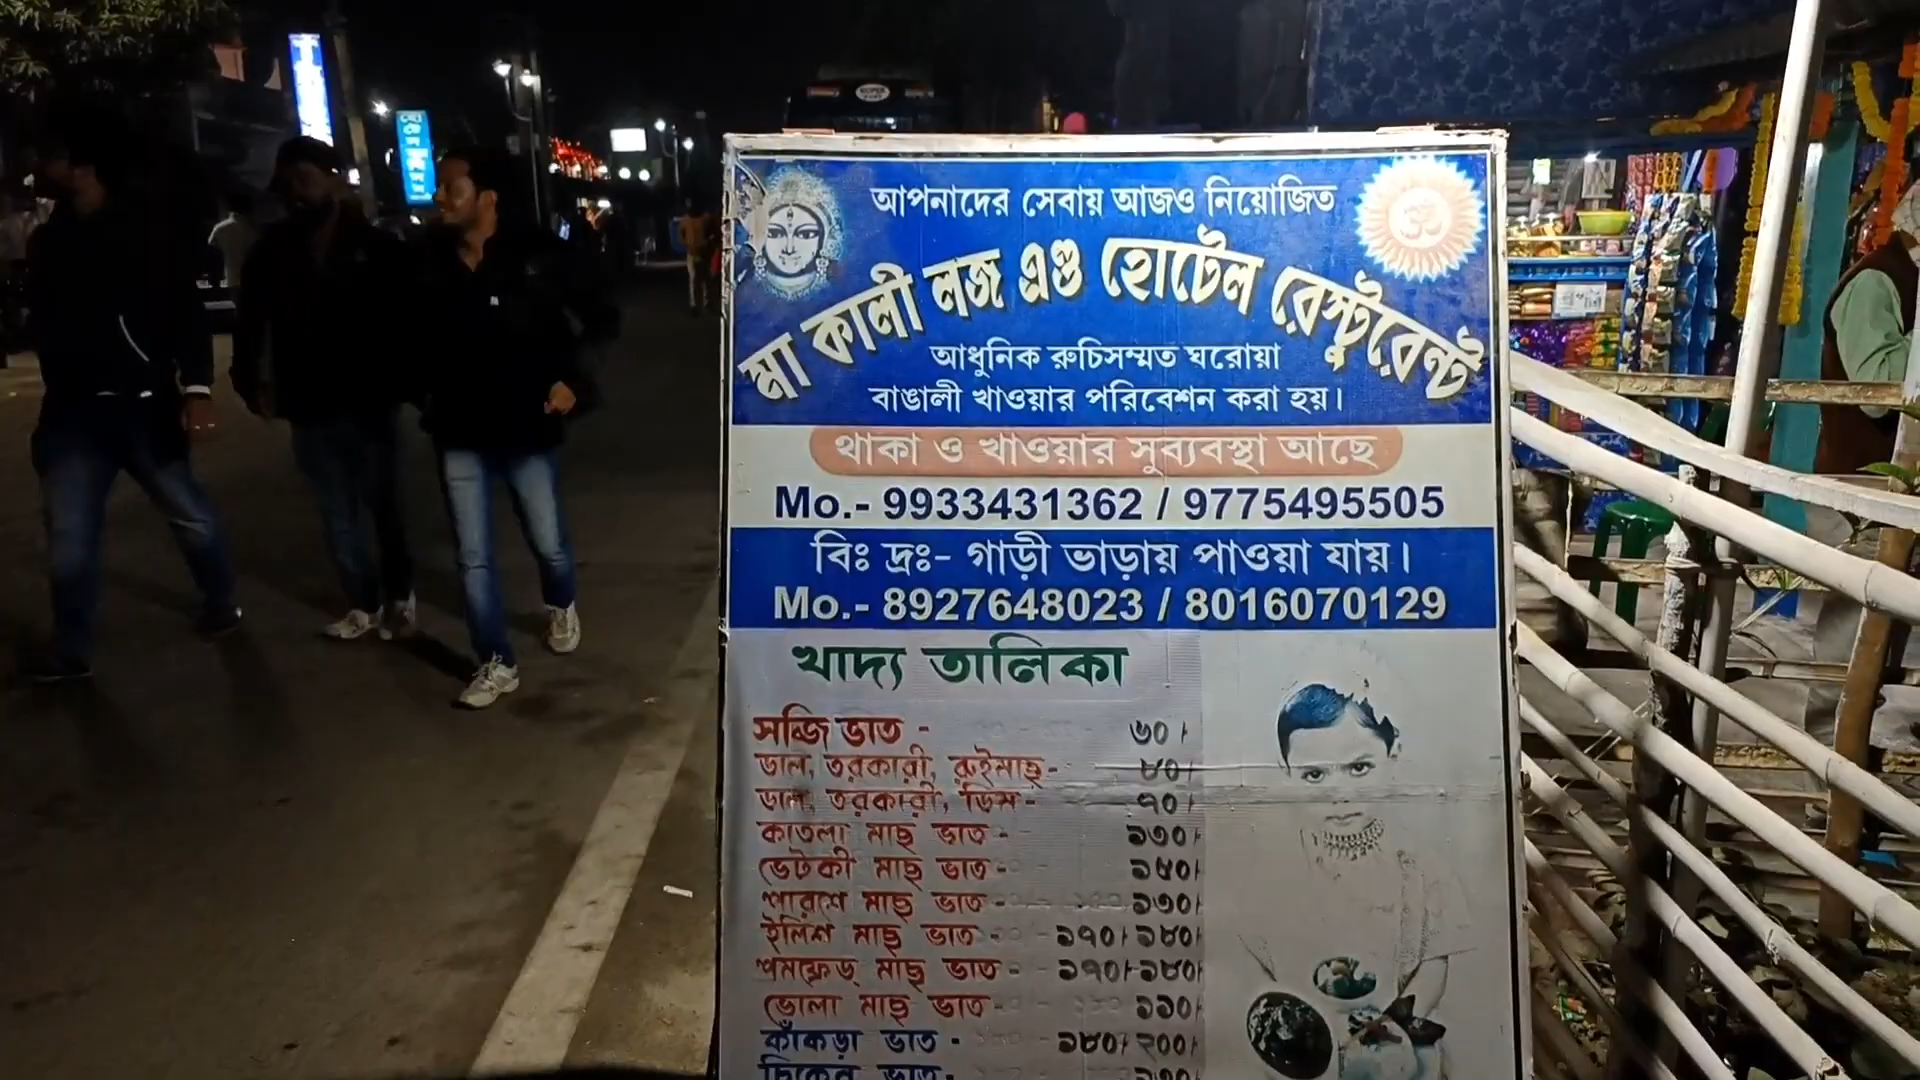 আপনাদের সেবায় আজও নিয়োজিত
মা কালী লজ এণ্ড হোটেল রেস্টুরেন্ট
আধুনিক রুচিসম্মত ঘরোয়া
বাঙালী খাওয়ার পরিবেশন করা হয়।
থাকা ও খাওয়ার সুব্যবস্থা আছে
Mo.- 9933431362 / 9775495505
বিঃ দ্রঃ- গাড়ী ভাড়ায় পাওয়া যায়।
Mo.- 8927648023 / 8016070129
খাদ্য তালিকা
সব্জি ভাত - ৬০/
ডাল, তরকারী, রুইমাছ- ৮০/
ডাল, তরকারী, ডিম- ৭০/
কাতলা মাছ ভাত - ১৩০/
ভেটকী মাছ ভাত - ১৫০/
পারশে মাছ ভাত - ১৩০/
ইলিশ মাছ ভাত - ১৭০/ ১৮০/
পমফ্রেড় মাছ ভাত - ১৭০/-১৮০/
ভোলা মাছ ভাত - ১১০/
কাঁকড়া ভাত - ১৮০/ ২০০/
চিকেন ভাত - ১৩০/